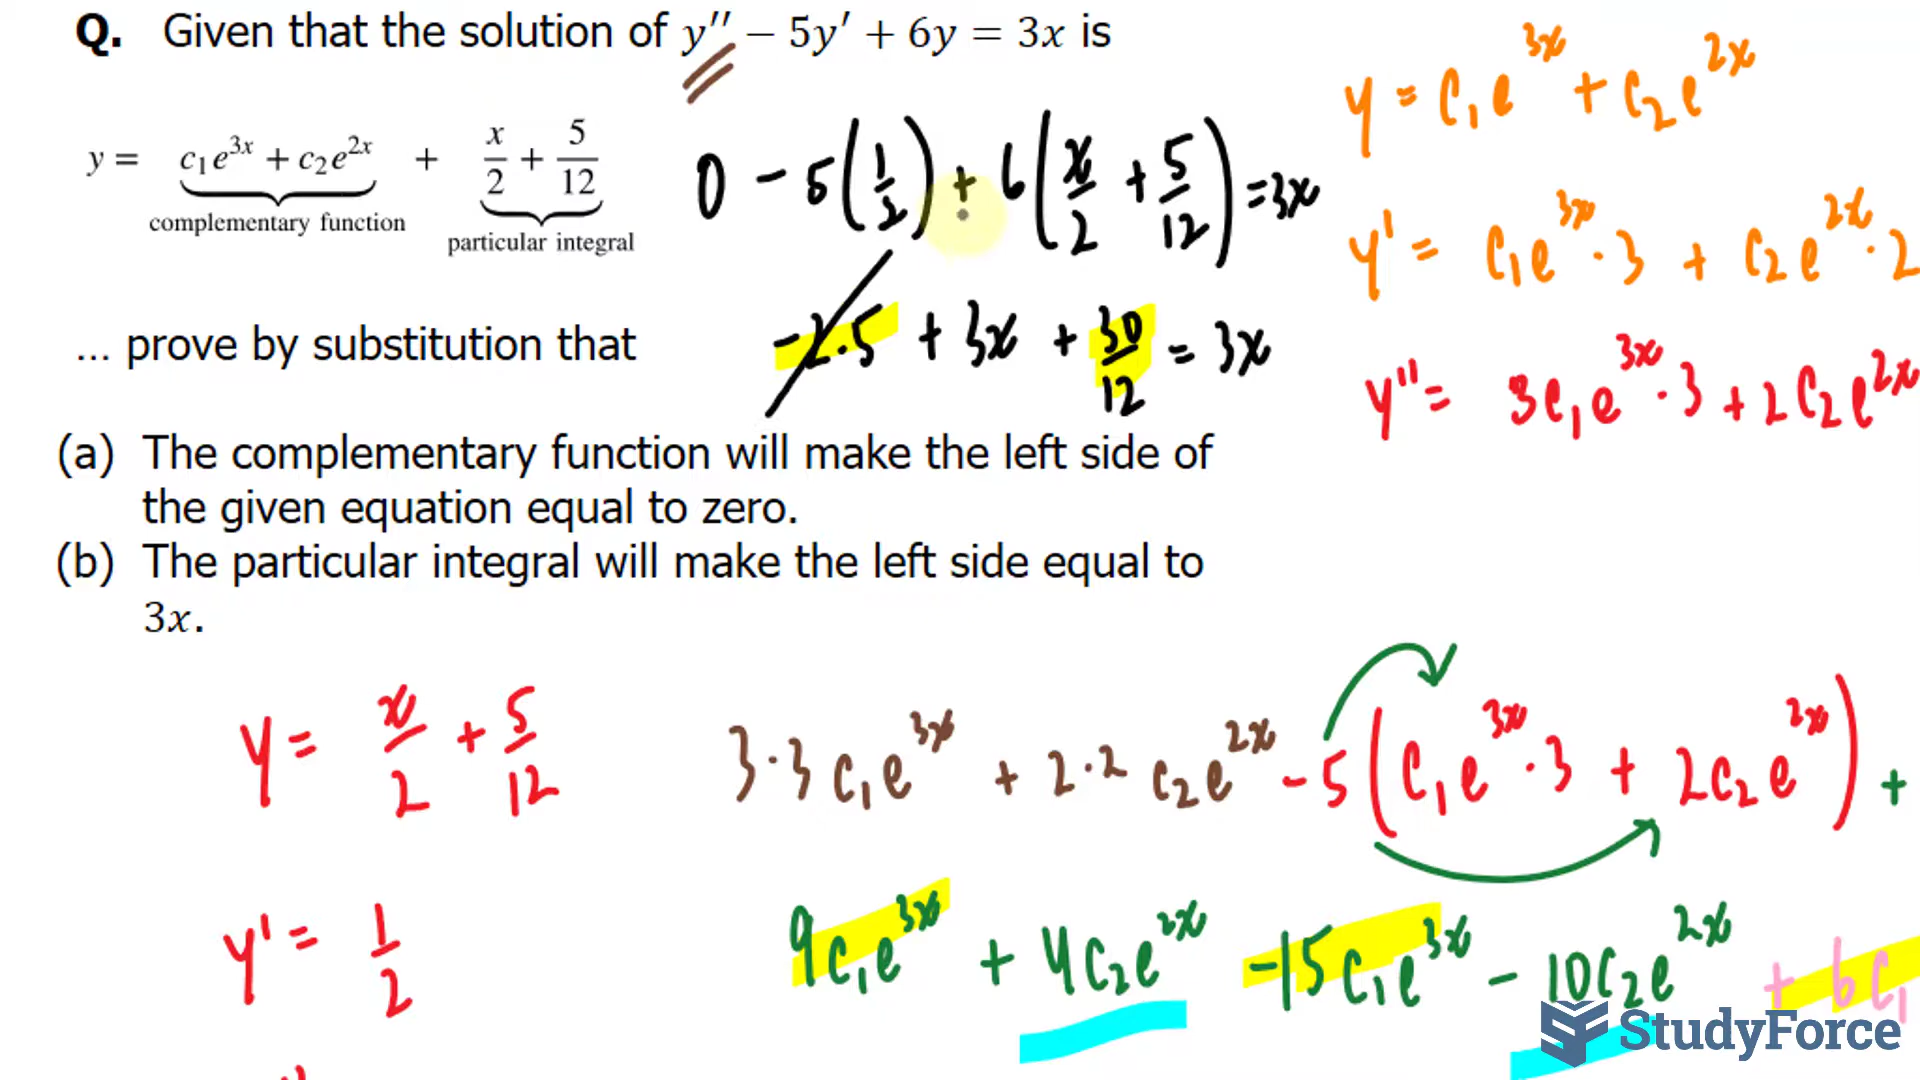 Q. Given that the solution of y″ − 5y′ + 6y = 3x is
y = c₁e^{3x} + c₂e^{2x} + x/2 + 5/12
complementary function
particular integral
0 − 5(1/2) + 6(x/2 + 5/12) = 3x
−2.5 + 3x + 30/12 = 3x
y = c₁e^{3x} + c₂e^{2x}
y' = c₁e^{3x} · 3 + c₂e^{2x} · 2
y'' = 3c₁e^{3x} · 3 + 2c₂e^{2x}
... prove by substitution that
(a) The complementary function will make the left side of
the given equation equal to zero.
(b) The particular integral will make the left side equal to
3x.
y = x/2 + 5/12
y' = 1/2
3·3c₁e^{3x} + 2·2c₂e^{2x} − 5(c₁e^{3x} · 3 + 2c₂e^{2x}) +
9c₁e^{3x} + 4c₂e^{2x} − 15c₁e^{3x} − 10c₂e^{2x} + 6c₁
StudyForce